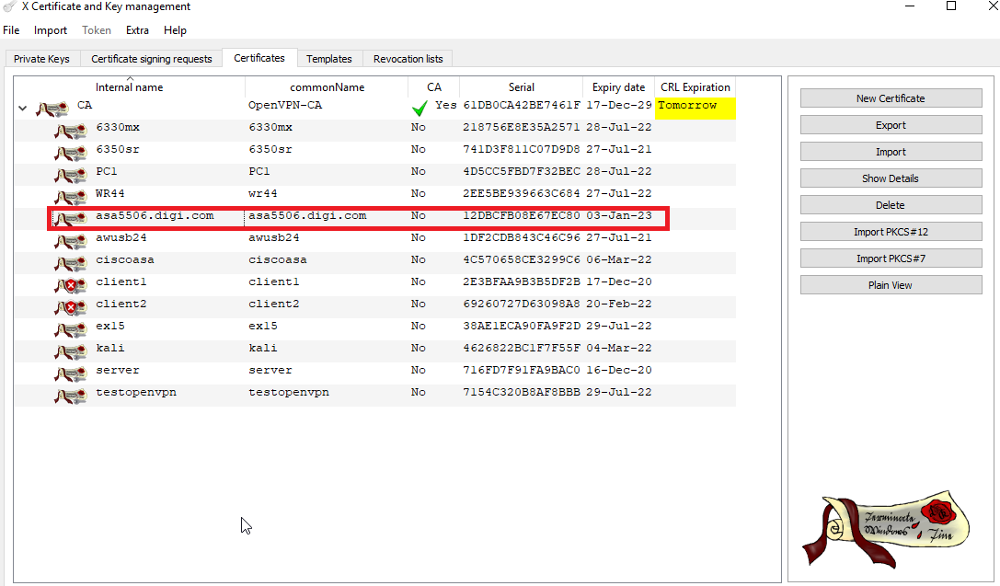 X Certificate and Key management
File Import Token Extra Help
Private Keys Certificate signing requests Certificates Templates Revocation lists
Internal name commonName CA Serial Expiry date CRL Expiration
CA OpenVPN-CA Yes 61DB0CA42BE7461F 17-Dec-29 Tomorrow
6330mx 6330mx No 218756E8E35A2571 28-Jul-22
6350sr 6350sr No 741D3F811C07D9D8 27-Jul-21
PC1 PC1 No 4D5CC5FBD7F32BEC 28-Jul-22
WR44 wr44 No 2EE5BE939663C684 27-Jul-22
asa5506.digi.com asa5506.digi.com No 12DBCFB08E67EC80 03-Jan-23
awusb24 awusb24 No 1DF2CDB843C46C96 27-Jul-21
ciscoasa ciscoasa No 4C570658CE3299C6 06-Mar-22
client1 client1 No 2E3BFAA9B3B5DF2B 17-Dec-20
client2 client2 No 69260727D63098A8 20-Feb-22
ex15 ex15 No 38AE1ECA90FA9F2D 29-Jul-22
kali kali No 4626822BC1F7F55F 04-Mar-22
server server No 716FD7F91FA9BAC0 16-Dec-20
testopenvpn testopenvpn No 7154C320B8AF8BBB 29-Jul-22
New Certificate
Export
Import
Show Details
Delete
Import PKCS#12
Import PKCS#7
Plain View
Terminate
Windows
Fine